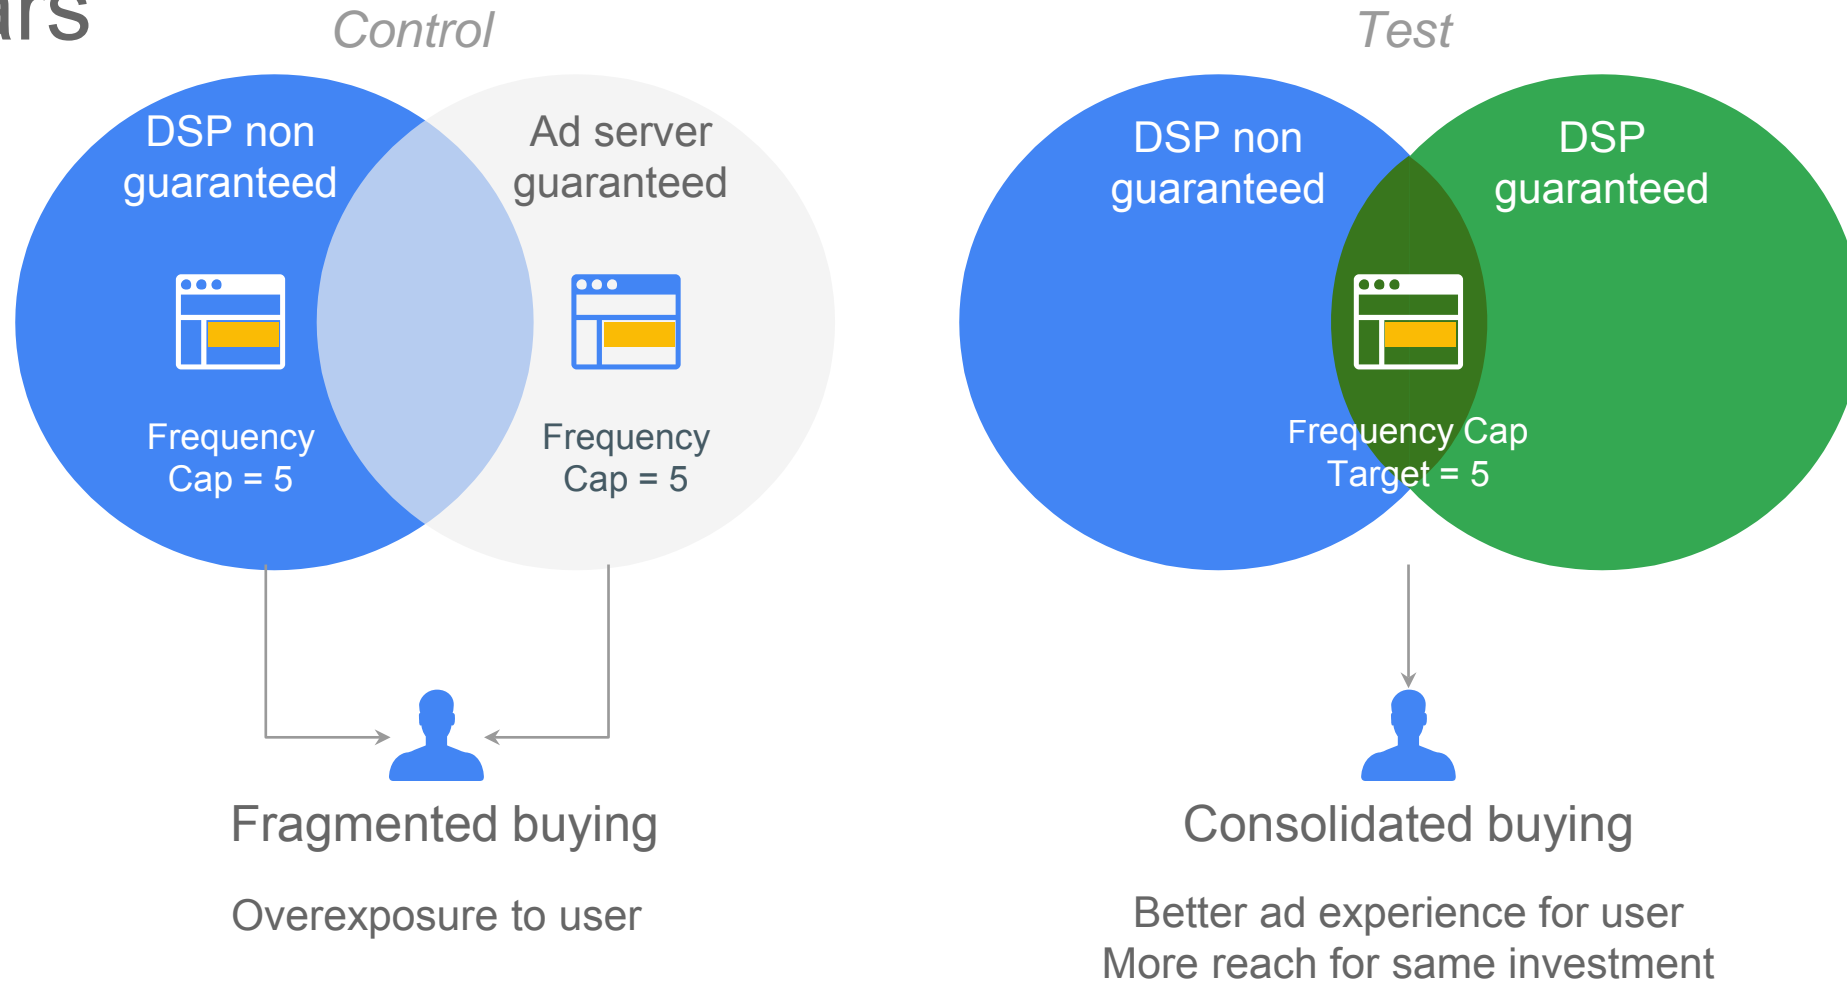 Control
DSP non
guaranteed
Ad server
guaranteed
Frequency
Cap = 5
Frequency
Cap = 5
Fragmented buying
Overexposure to user
Test
DSP non
guaranteed
DSP
guaranteed
Frequency Cap
Target = 5
Consolidated buying
Better ad experience for user
More reach for same investment